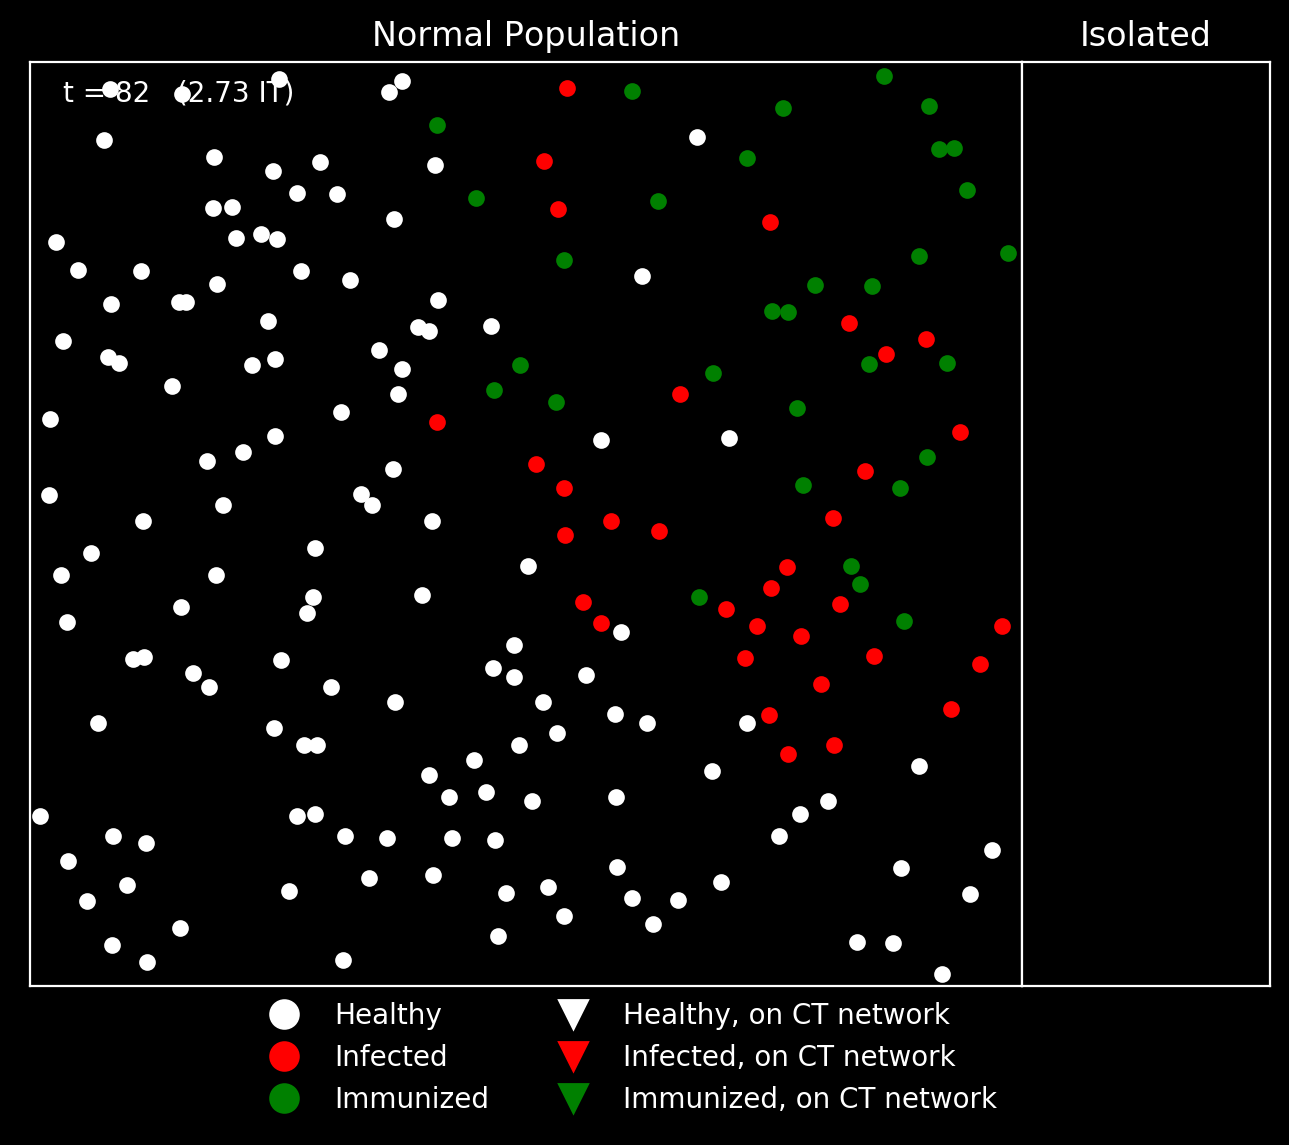 Normal Population
Isolated
t = 82 (2.73 IT)
Healthy
Infected
Immunized
Healthy, on CT network
Infected, on CT network
Immunized, on CT network